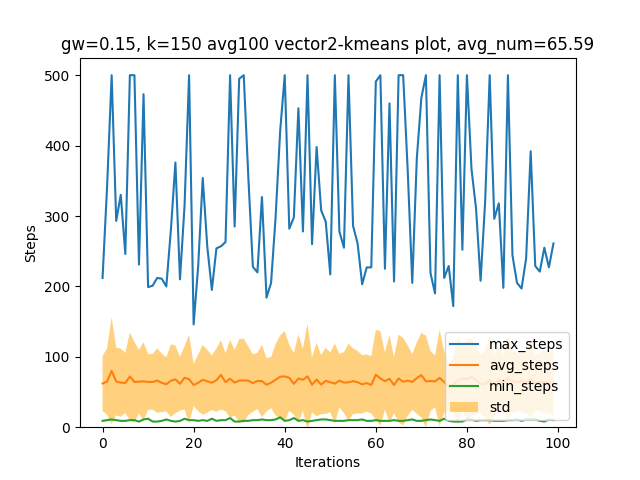 gw=0.15, k=150 avg100 vector2-kmeans plot, avg_num=65.59
500
400
300
200
100
0
Steps
max_steps
avg_steps
min_steps
std
0 20 40 60 80 100
Iterations